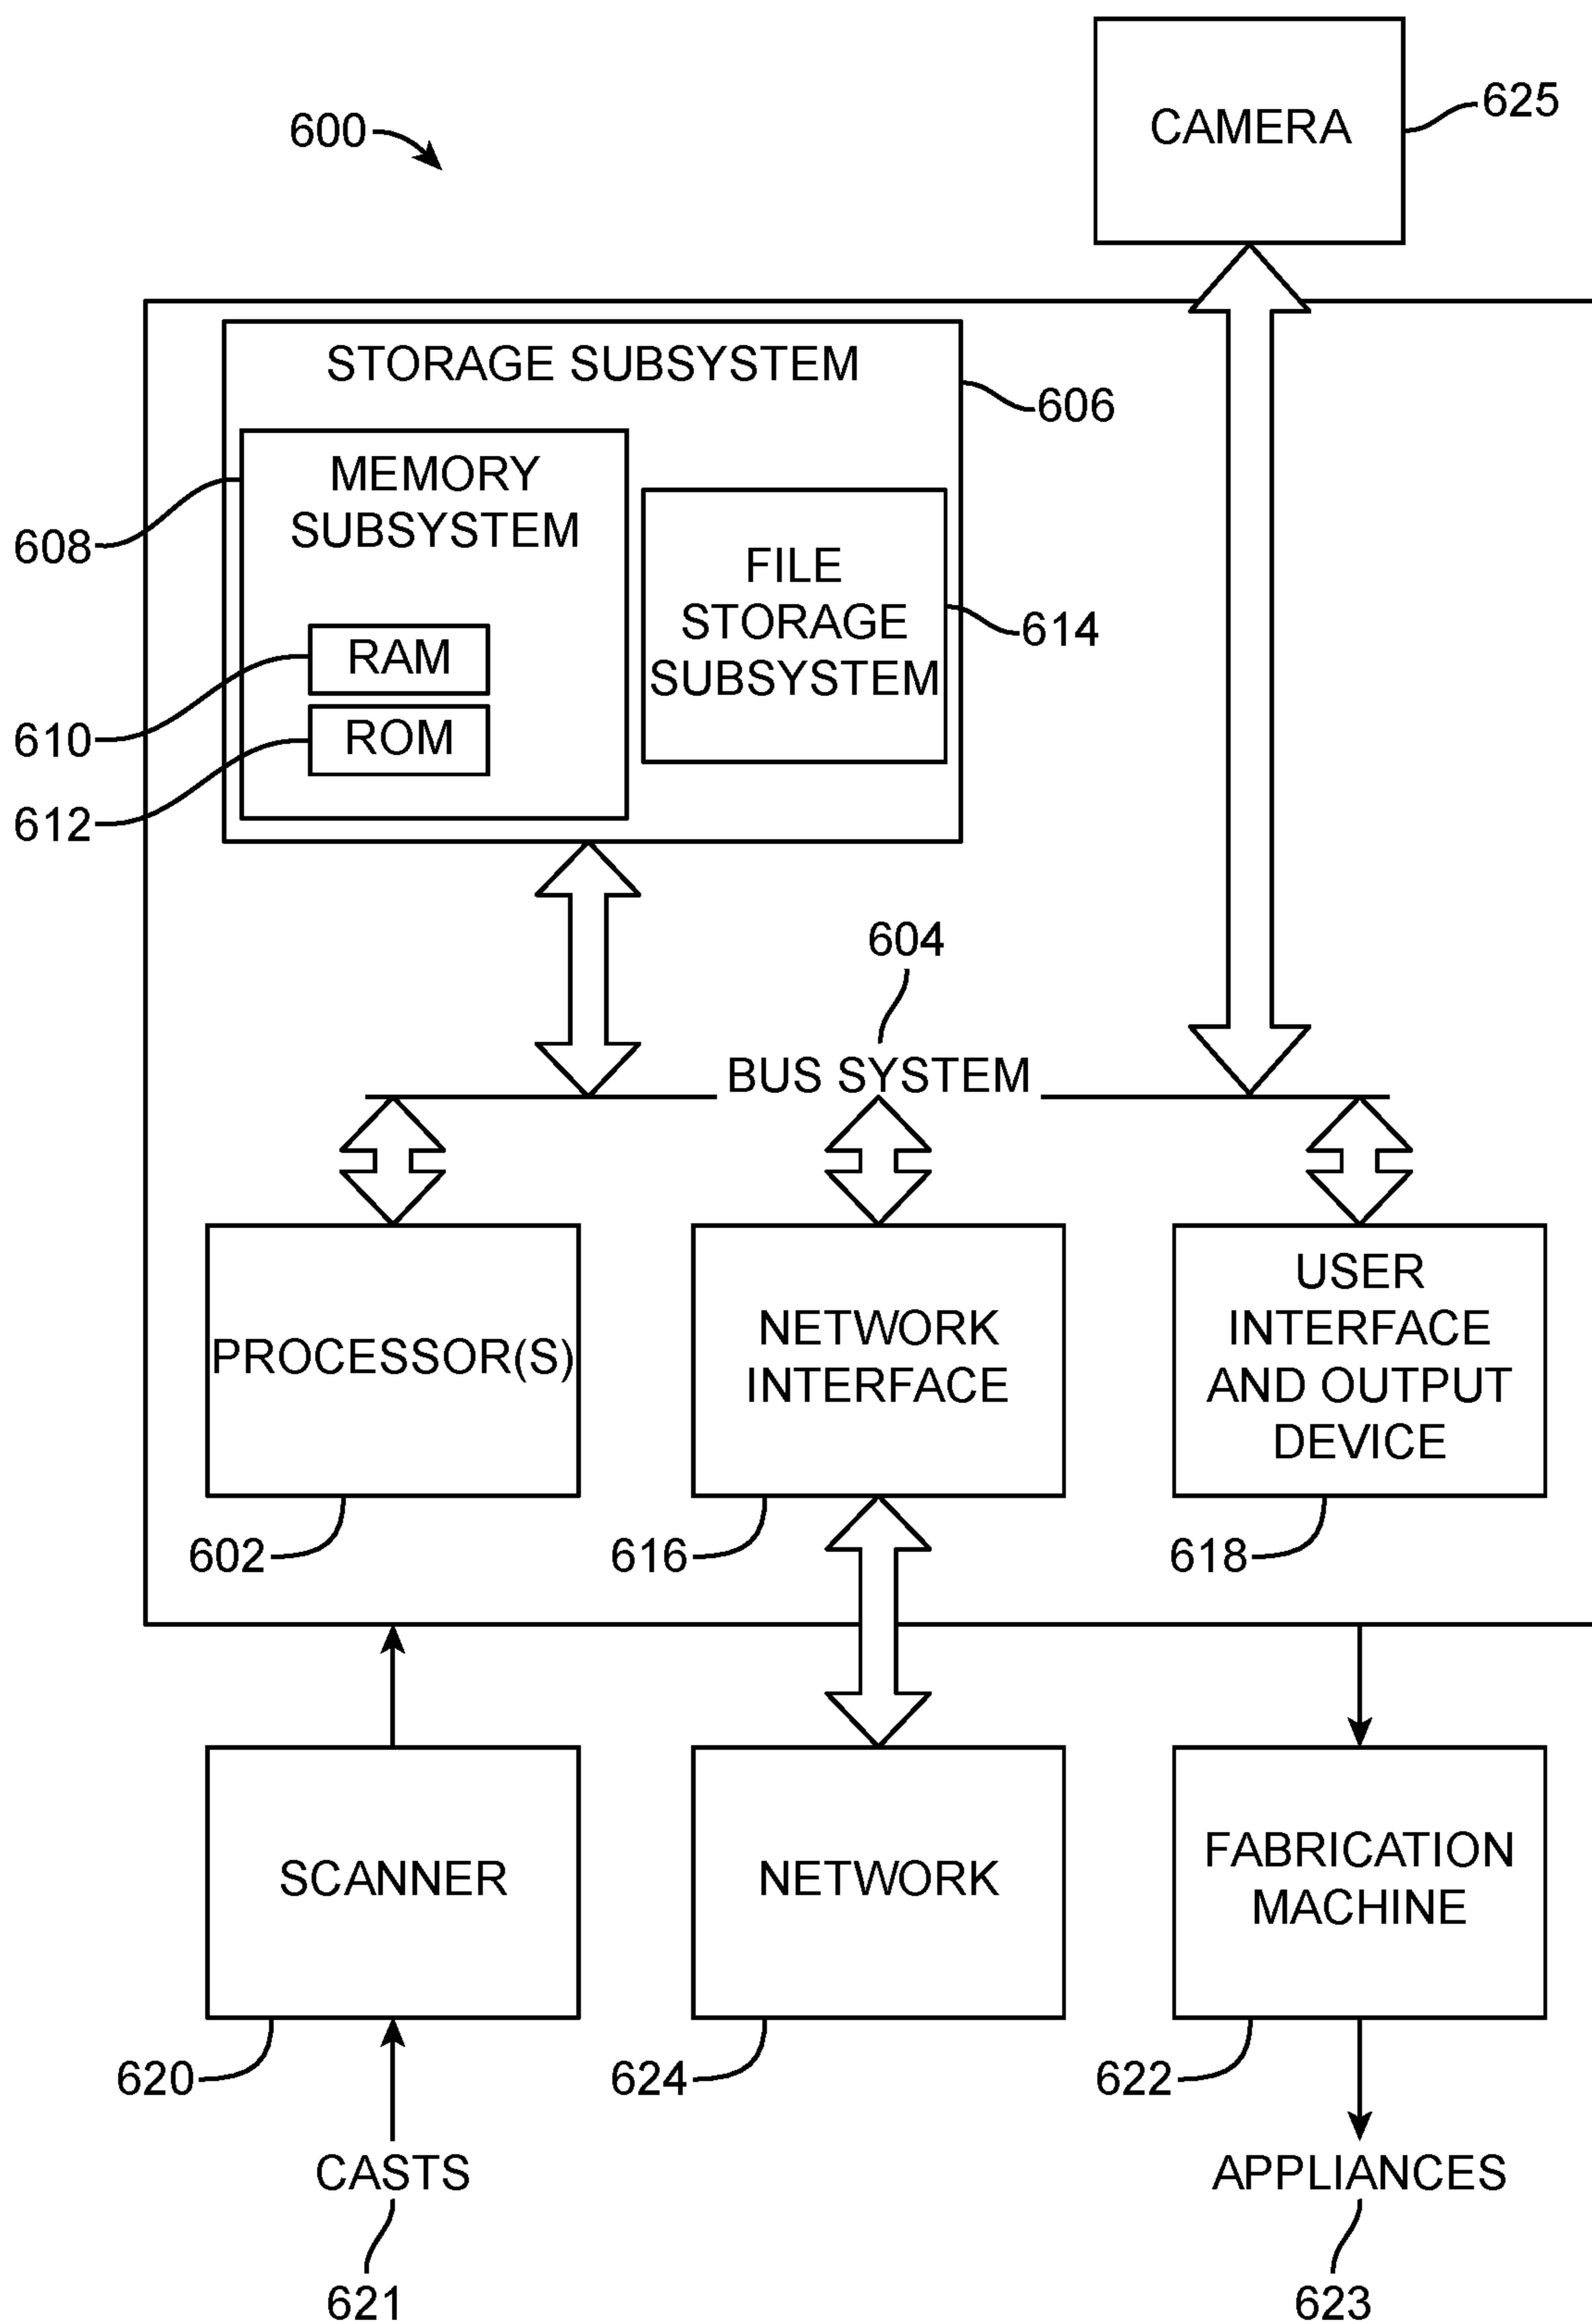 600
CAMERA
625
STORAGE SUBSYSTEM
606
MEMORY
SUBSYSTEM
608
FILE
STORAGE
SUBSYSTEM
614
RAM
610
ROM
612
604
BUS SYSTEM
PROCESSOR(S)
602
NETWORK
INTERFACE
616
USER
INTERFACE
AND OUTPUT
DEVICE
618
SCANNER
620
NETWORK
624
FABRICATION
MACHINE
622
CASTS
621
APPLIANCES
623